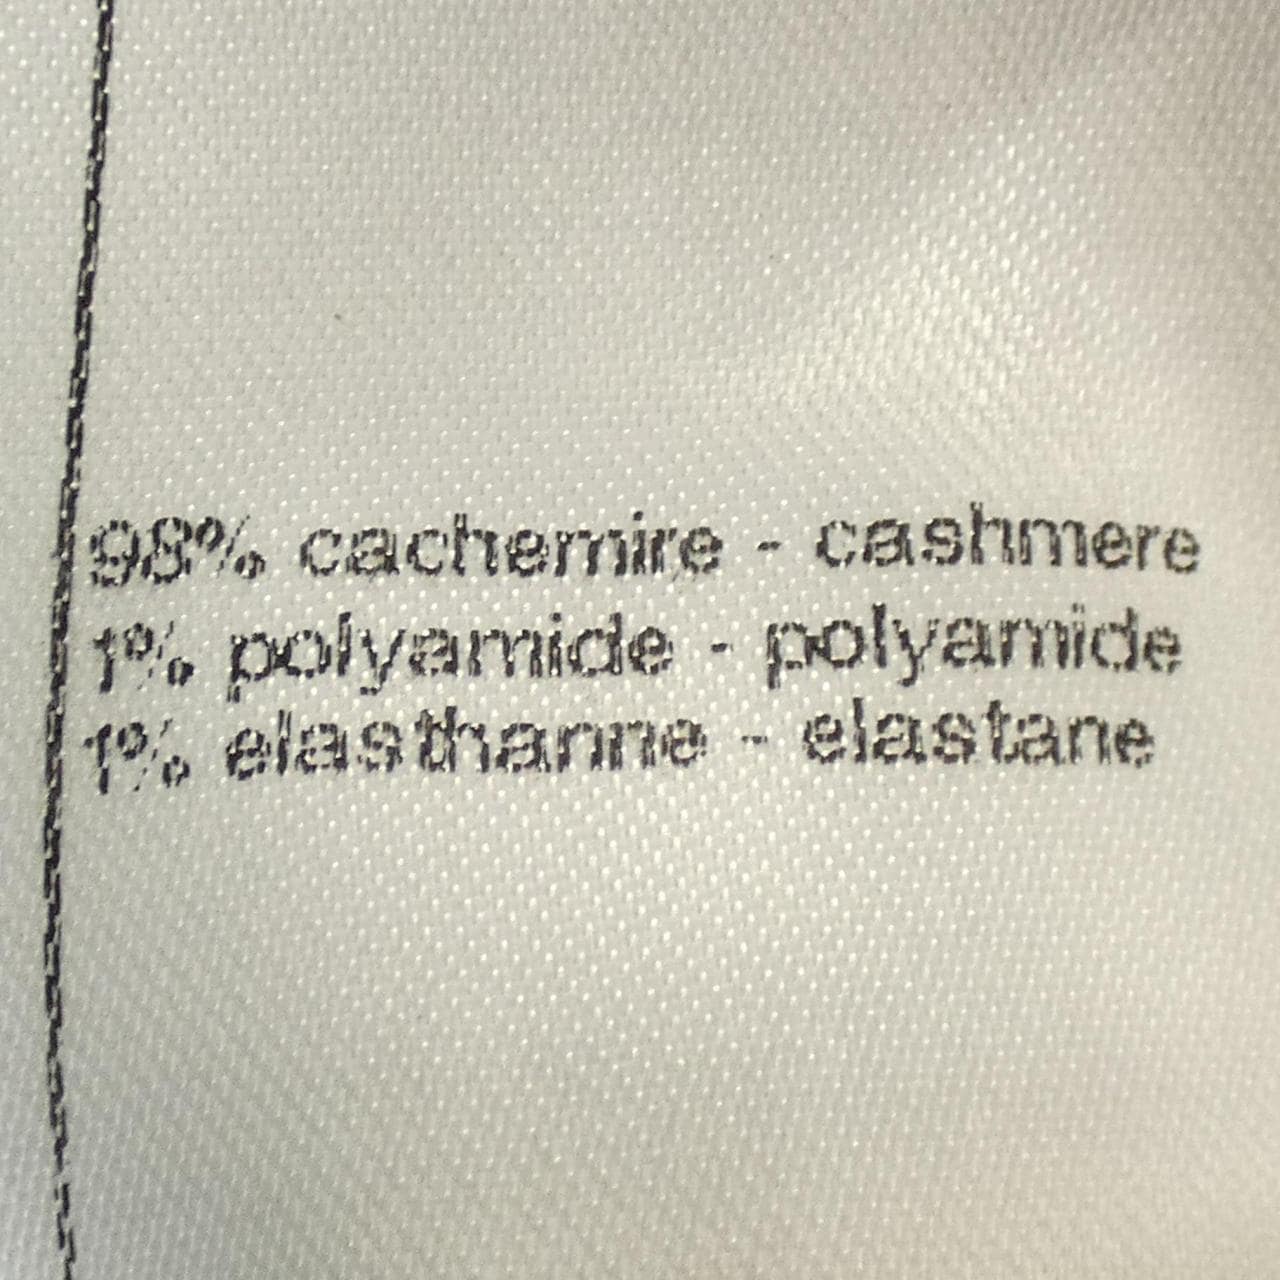 98% cachemire - cashmere
1% polyamide - polyamide
1% elasthanne - elastane